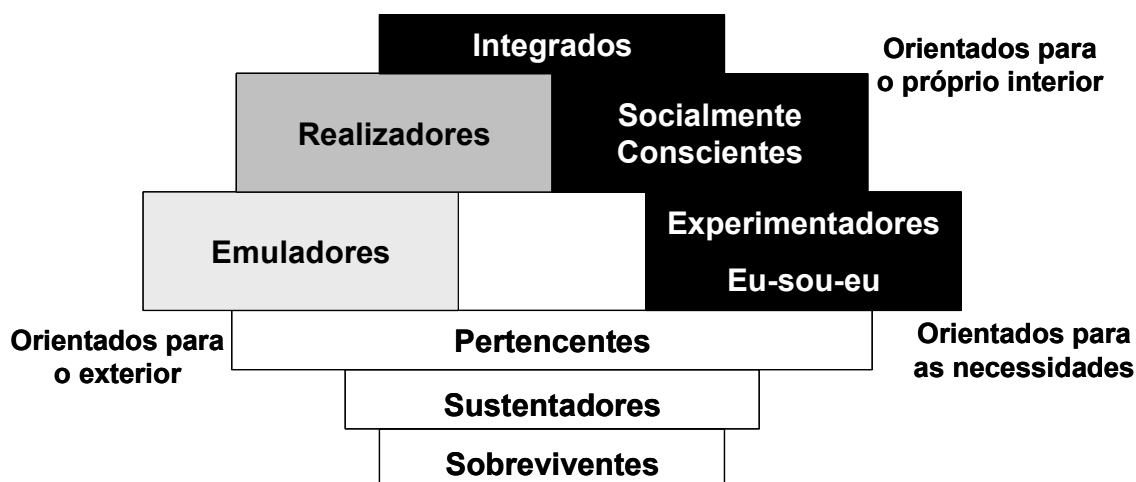 Integrados
Orientados para
o próprio interior
Realizadores
Socialmente
Conscientes
Emuladores
Experimentadores
Eu-sou-eu
Orientados para
o exterior
Pertencentes
Orientados para
as necessidades
Sustentadores
Sobreviventes